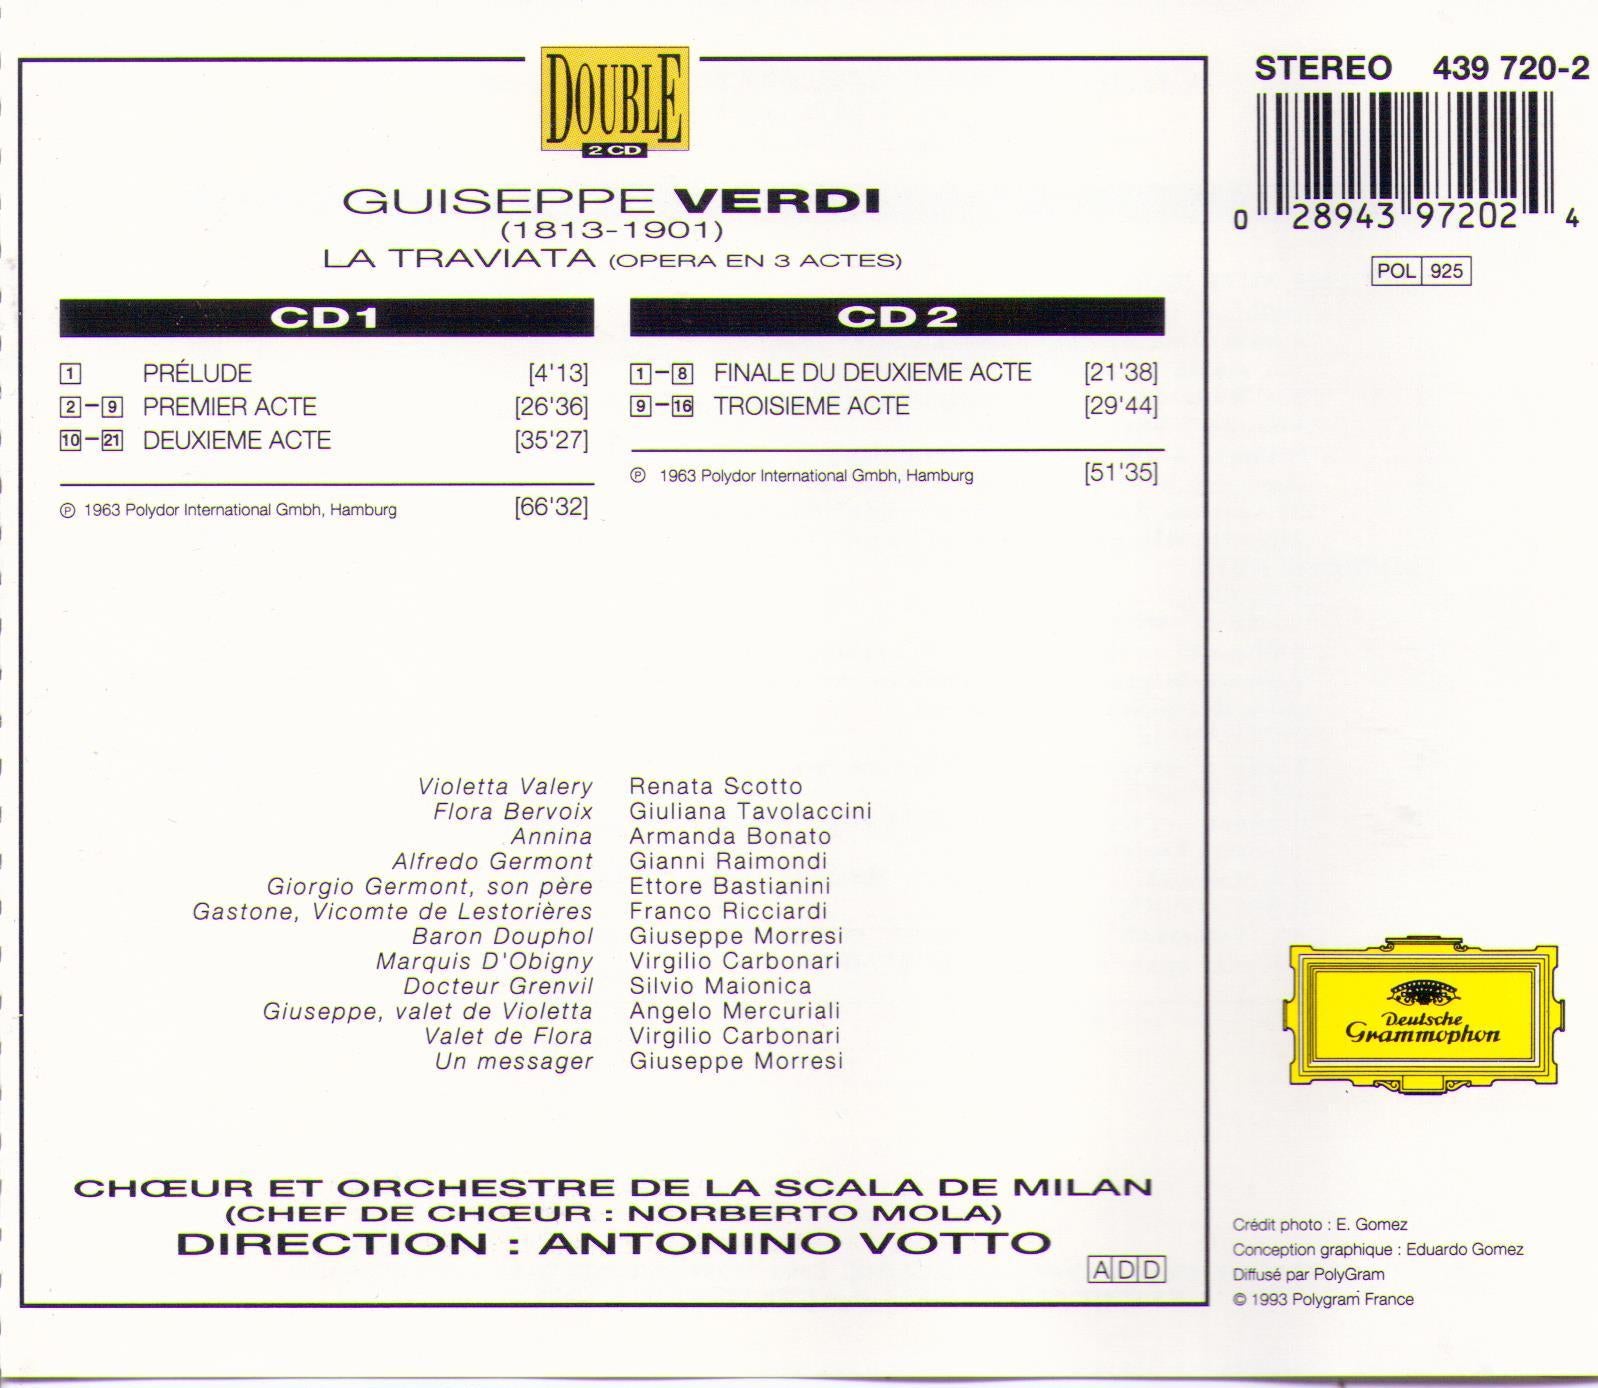 DOUBLE
2 CD
GUISEPPE VERDI
(1813-1901)
LA TRAVIATA (OPERA EN 3 ACTES)
CD 1
1 PRÉLUDE [4'13]
2-9 PREMIER ACTE [26'36]
10-21 DEUXIEME ACTE [35'27]
℗ 1963 Polydor International Gmbh, Hamburg [66'32]
CD 2
1-8 FINALE DU DEUXIEME ACTE [21'38]
9-16 TROISIEME ACTE [29'44]
℗ 1963 Polydor International Gmbh, Hamburg [51'35]
Violetta Valery Renata Scotto
Flora Bervoix Giuliana Tavolaccini
Annina Armanda Bonato
Alfredo Germont Gianni Raimondi
Giorgio Germont, son père Ettore Bastianini
Gastone, Vicomte de Lestorières Franco Ricciardi
Baron Douphol Giuseppe Morresi
Marquis D'Obigny Virgilio Carbonari
Docteur Grenvil Silvio Maionica
Giuseppe, valet de Violetta Angelo Mercuriali
Valet de Flora Virgilio Carbonari
Un messager Giuseppe Morresi
CHŒUR ET ORCHESTRE DE LA SCALA DE MILAN
(CHEF DE CHŒUR : NORBERTO MOLA)
DIRECTION : ANTONINO VOTTO
ADD
STEREO 439 720-2
0 28943 97202 4
POL 925
Deutsche
Grammophon
Crédit photo : E. Gomez
Conception graphique : Eduardo Gomez
Diffusé par PolyGram
© 1993 Polygram France